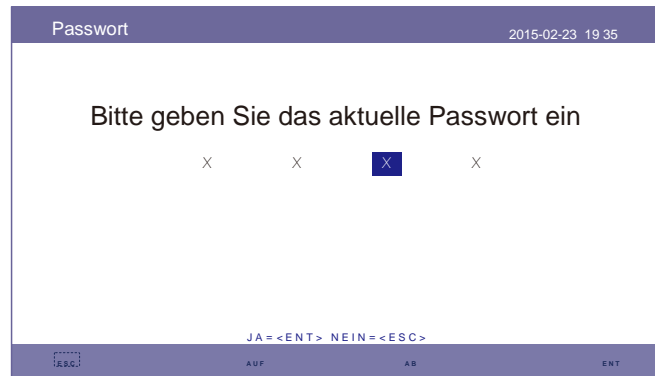 Passwort 2015-02-23 19 35
Bitte geben Sie das aktuelle Passwort ein
X X X X
JA=<ENT> NEIN=<ESC>
ESC AUF AB ENT